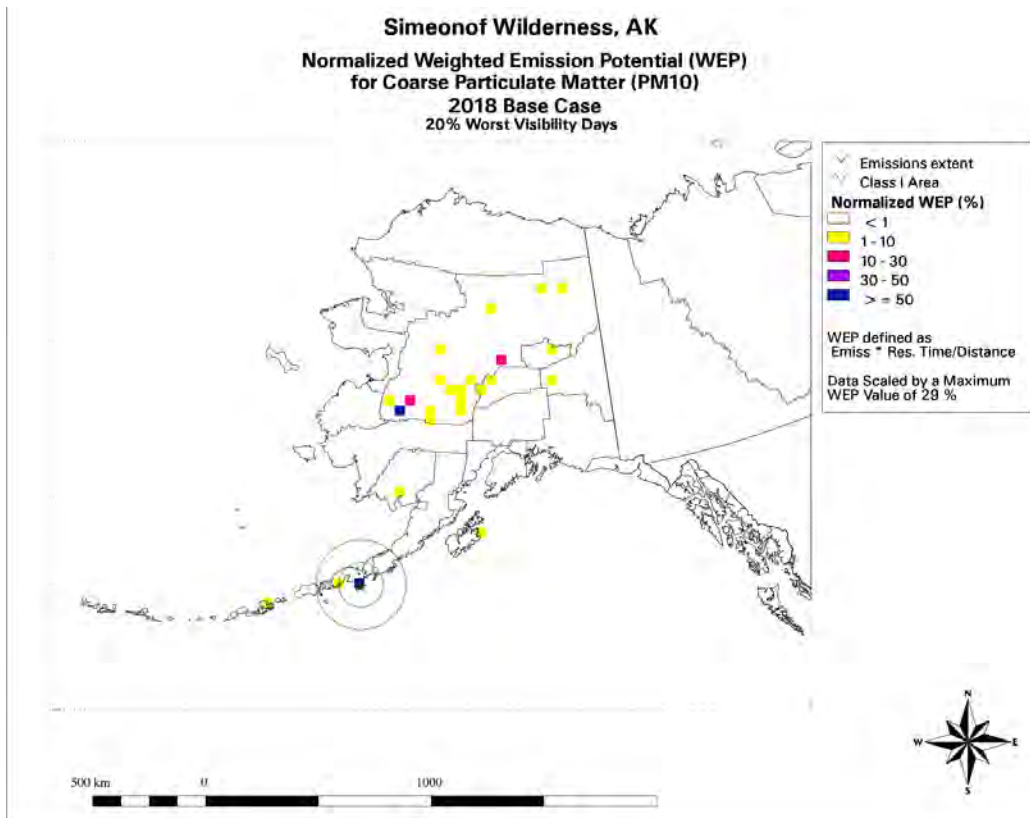 Simeonof Wilderness, AK
Normalized Weighted Emission Potential (WEP)
for Coarse Particulate Matter (PM10)
2018 Base Case
20% Worst Visibility Days
Emissions extent
Class I Area
Normalized WEP (%)
< 1
1 - 10
10 - 30
30 - 50
> = 50
WEP defined as
Emiss * Res. Time/Distance
Data Scaled by a Maximum
WEP Value of 29 %
N
W E
S
500 km 0 1000